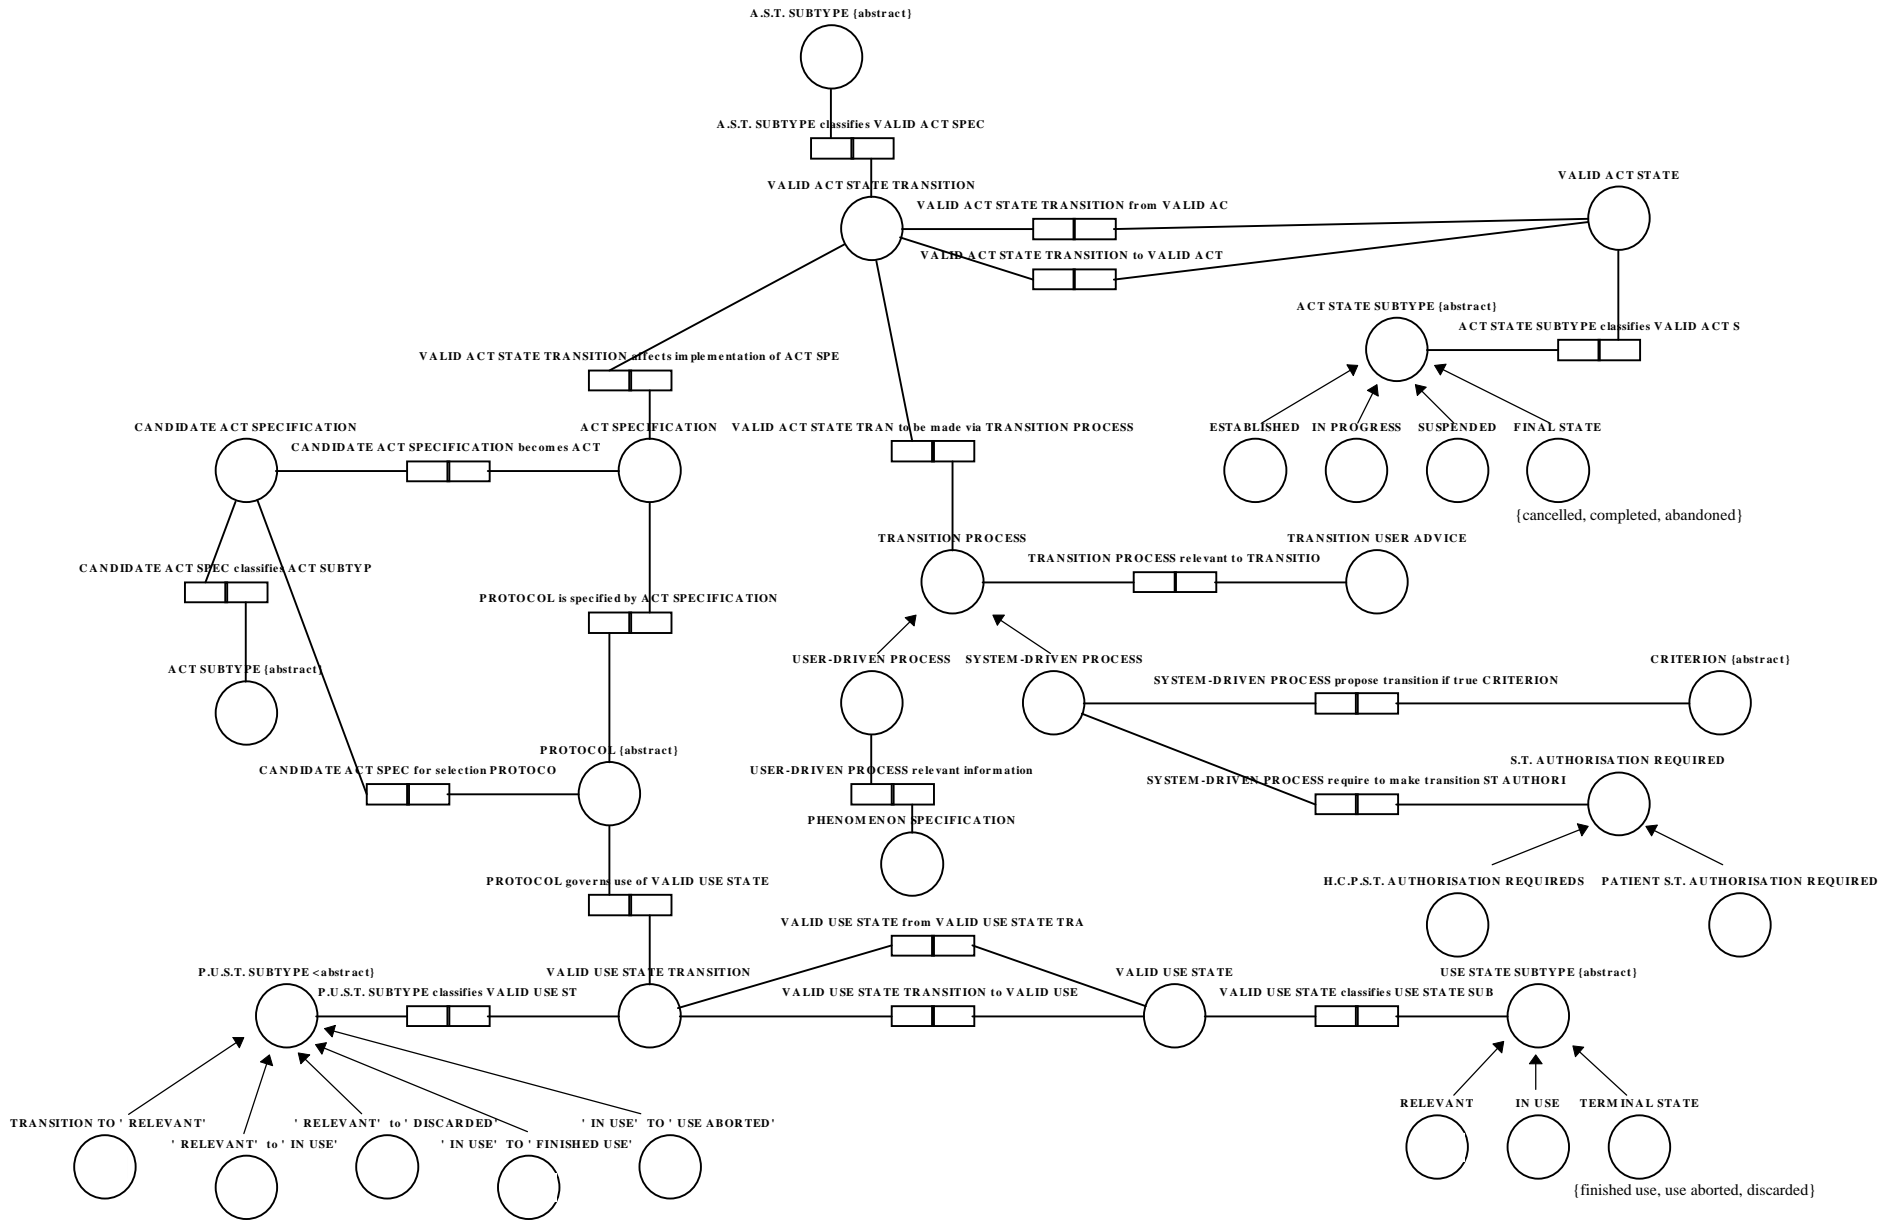 A.S.T. SUBTYPE {abstract}
A.S.T. SUBTYPE classifies VALID ACT SPEC
VALID ACT STATE TRANSITION
VALID ACT STATE
VALID ACT STATE TRANSITION from VALID AC
VALID ACT STATE TRANSITION to VALID ACT
ACT STATE SUBTYPE {abstract}
ACT STATE SUBTYPE classifies VALID ACT S
VALID ACT STATE TRANSITION affects implementation of ACT SPE
CANDIDATE ACT SPECIFICATION
ACT SPECIFICATION
VALID ACT STATE TRAN to be made via TRANSITION PROCESS
ESTABLISHED
IN PROGRESS
SUSPENDED
FINAL STATE
CANDIDATE ACT SPECIFICATION becomes ACT
{cancelled, completed, abandoned}
TRANSITION PROCESS
TRANSITION USER ADVICE
TRANSITION PROCESS relevant to TRANSITIO
CANDIDATE ACT SPEC classifies ACT SUBTYP
PROTOCOL is specified by ACT SPECIFICATION
USER-DRIVEN PROCESS
SYSTEM-DRIVEN PROCESS
CRITERION {abstract}
ACT SUBTYPE {abstract}
SYSTEM-DRIVEN PROCESS propose transition if true CRITERION
PROTOCOL {abstract}
S.T. AUTHORISATION REQUIRED
CANDIDATE ACT SPEC for selection PROTOCO
USER-DRIVEN PROCESS relevant information
SYSTEM-DRIVEN PROCESS require to make transition ST AUTHORI
PHENOMENON SPECIFICATION
PROTOCOL governs use of VALID USE STATE
H.C.P.S.T. AUTHORISATION REQUIREDS
PATIENT S.T. AUTHORISATION REQUIRED
VALID USE STATE from VALID USE STATE TRA
P.U.S.T. SUBTYPE <abstract}
VALID USE STATE TRANSITION
VALID USE STATE
USE STATE SUBTYPE {abstract}
P.U.S.T. SUBTYPE classifies VALID USE ST
VALID USE STATE TRANSITION to VALID USE
VALID USE STATE classifies USE STATE SUB
RELEVANT
IN USE
TERMINAL STATE
TRANSITION TO ' RELEVANT'
' RELEVANT' to ' DISCARDED'
' IN USE' TO ' USE ABORTED'
' RELEVANT' to ' IN USE'
' IN USE' TO ' FINISHED USE'
{finished use, use aborted, discarded}